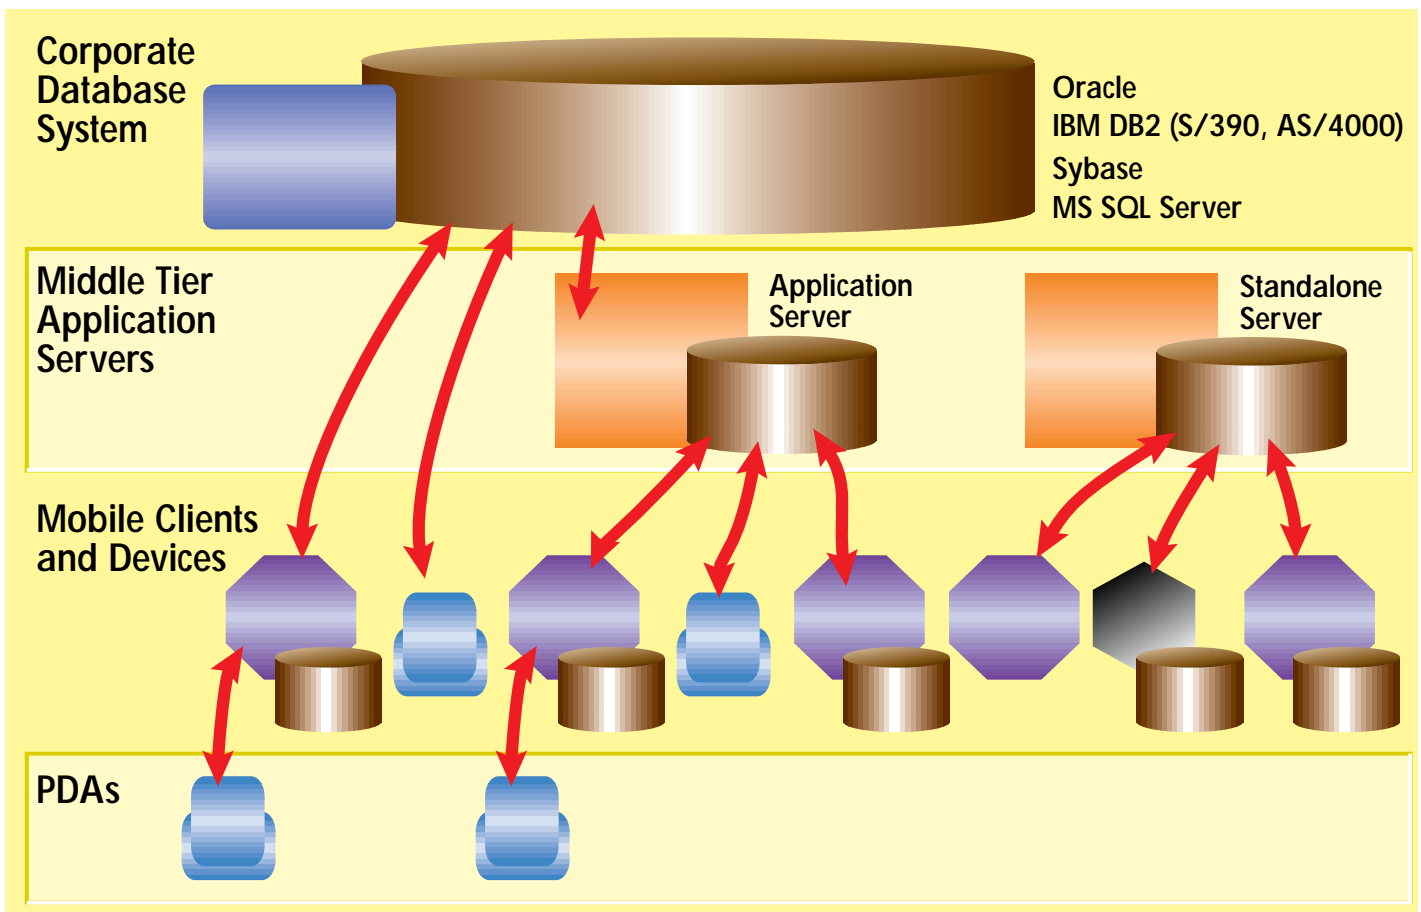 Corporate
Database
System
Oracle
IBM DB2 (S/390, AS/4000)
Sybase
MS SQL Server
Middle Tier
Application
Servers
Application
Server
Standalone
Server
Mobile Clients
and Devices
PDAs